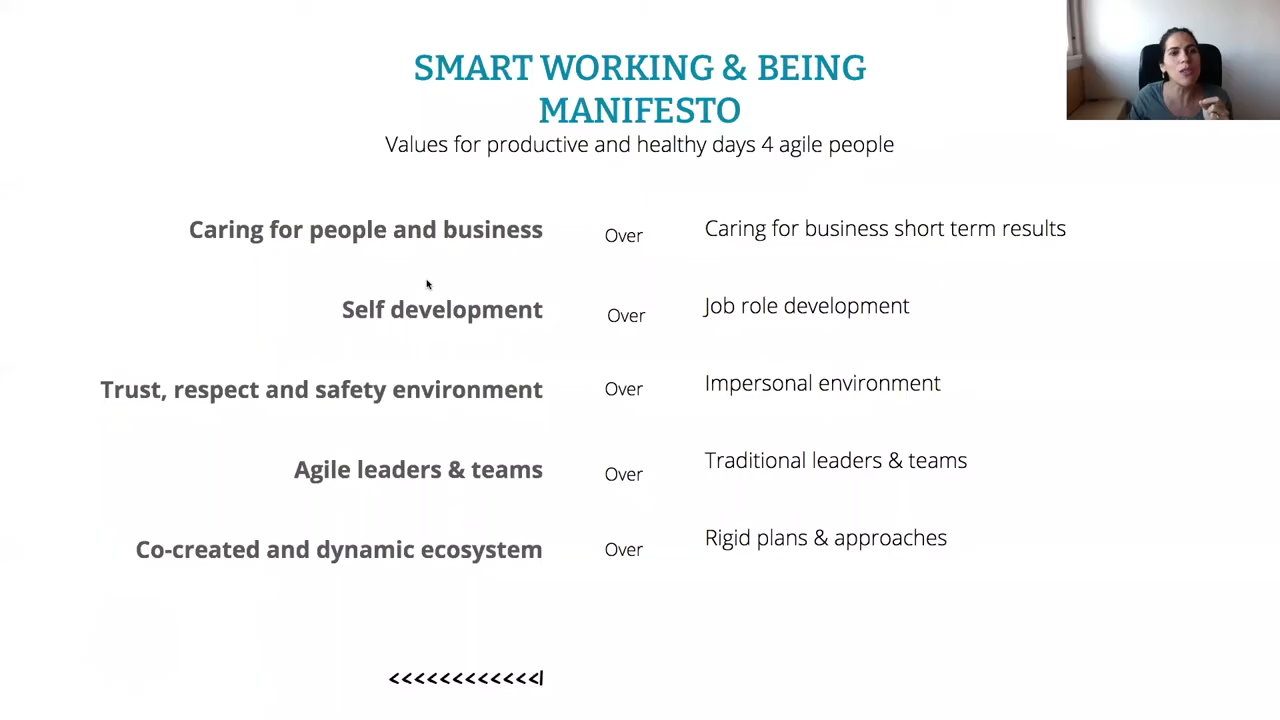 SMART WORKING & BEING
MANIFESTO
Values for productive and healthy days 4 agile people
Caring for people and business Over Caring for business short term results
Self development Over Job role development
Trust, respect and safety environment Over Impersonal environment
Agile leaders & teams Over Traditional leaders & teams
Co-created and dynamic ecosystem Over Rigid plans & approaches
<<<<<<<<<<<<|